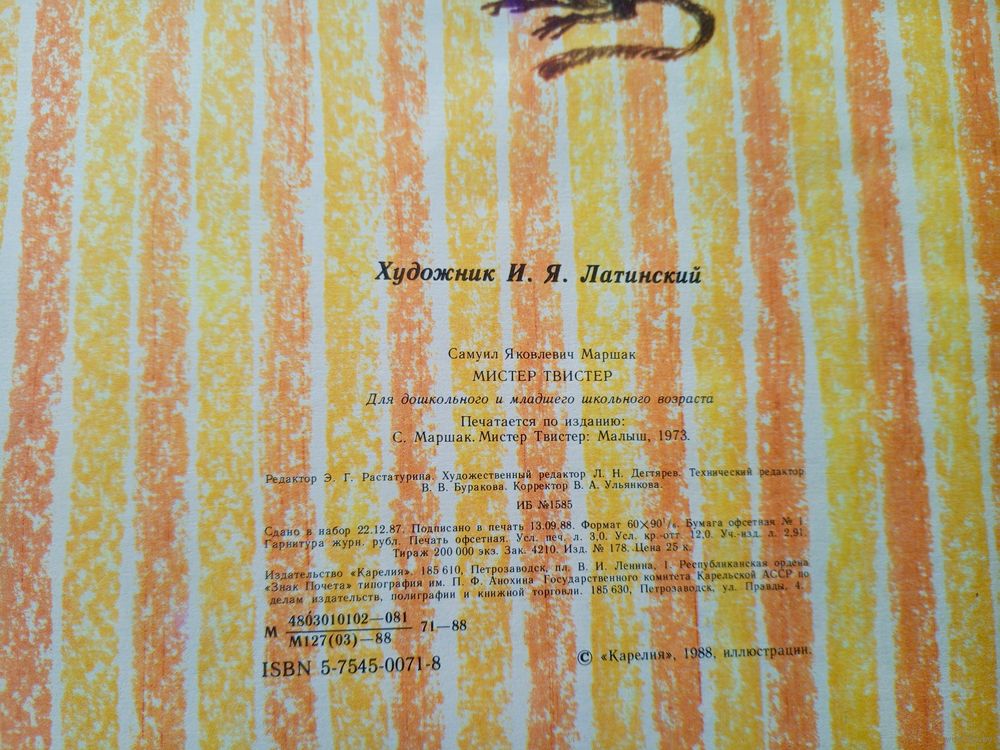 Художник И. Я. Латинский
Самуил Яковлевич Маршак
МИСТЕР ТВИСТЕР
Для дошкольного и младшего школьного возраста
Печатается по изданию:
С. Маршак. Мистер Твистер: Малыш, 1973.
Редактор Э. Г. Растатурина. Художественный редактор Л. Н. Дегтярев. Технический редактор
В. В. Буракова. Корректор В. А. Ульянкова.
ИБ №1585
Сдано в набор 22.12.87. Подписано в печать 13.09.88. Формат 60×90¹/₈. Бумага офсетная № 1
Гарнитура журн. рубл. Печать офсетная. Усл. печ. л. 3,0. Усл. кр.-отт. 12,0. Уч.-изд. л. 2,91.
Тираж 200 000 экз. Зак. 4210. Изд. № 178. Цена 25 к.
Издательство «Карелия». 185 610, Петрозаводск, пл. В. И. Ленина, 1. Республиканская ордена
«Знак Почета» типография им. П. Ф. Анохина Государственного комитета Карельской АССР по
делам издательств, полиграфии и книжной торговли. 185 630, Петрозаводск, ул. Правды, 4.
М 4803010102—081
М127(03)—88 71—88
ISBN 5-7545-0071-8
© «Карелия», 1988, иллюстрации.